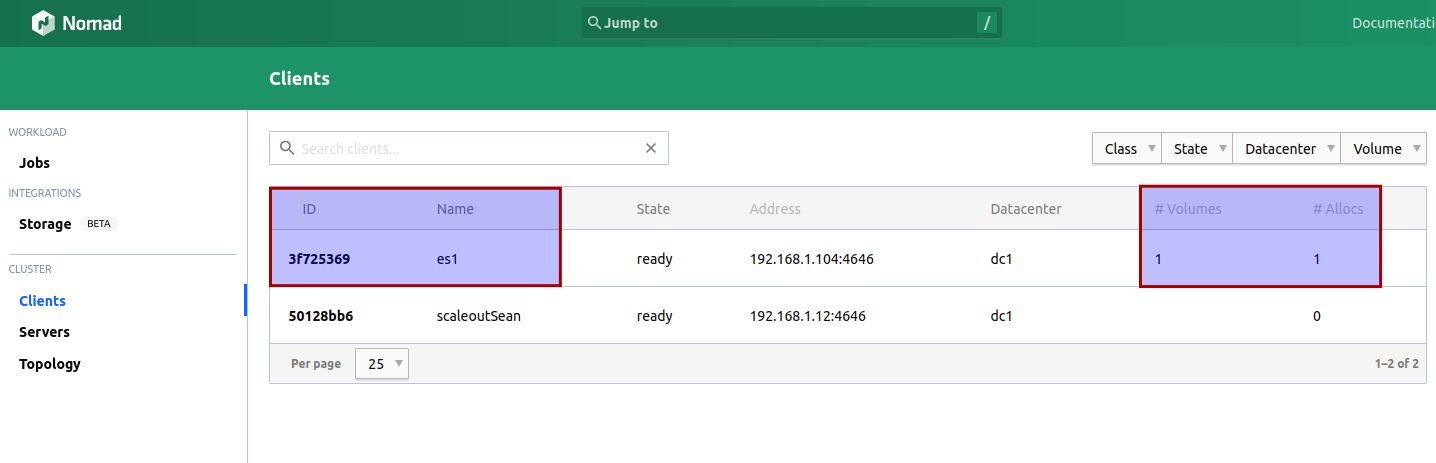 Nomad Jump to / Documentati
Clients
WORKLOAD
Jobs
INTEGRATIONS
Storage BETA
CLUSTER
Clients
Servers
Topology
Search clients...
Class State Datacenter Volume
ID Name State Address Datacenter # Volumes # Allocs
3f725369 es1 ready 192.168.1.104:4646 dc1 1 1
50128bb6 scaleoutSean ready 192.168.1.12:4646 dc1 0
Per page 25 1–2 of 2